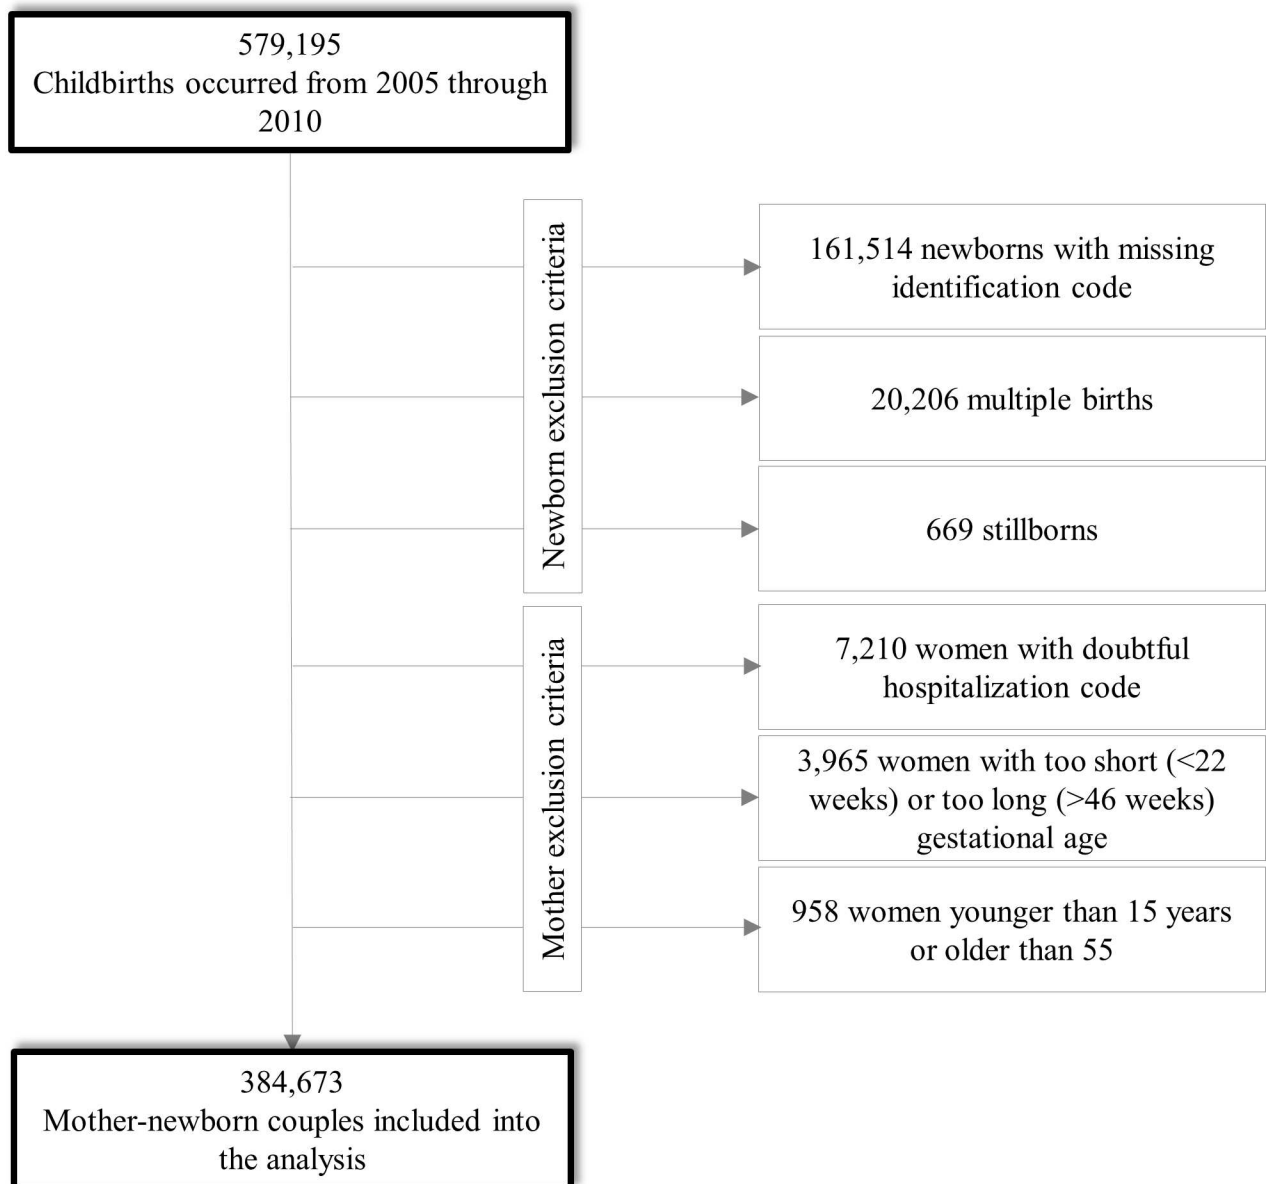 579,195
Childbirths occurred from 2005 through
2010
Newborn exclusion criteria
161,514 newborns with missing
identification code
20,206 multiple births
669 stillborns
Mother exclusion criteria
7,210 women with doubtful
hospitalization code
3,965 women with too short (<22
weeks) or too long (>46 weeks)
gestational age
958 women younger than 15 years
or older than 55
384,673
Mother-newborn couples included into
the analysis